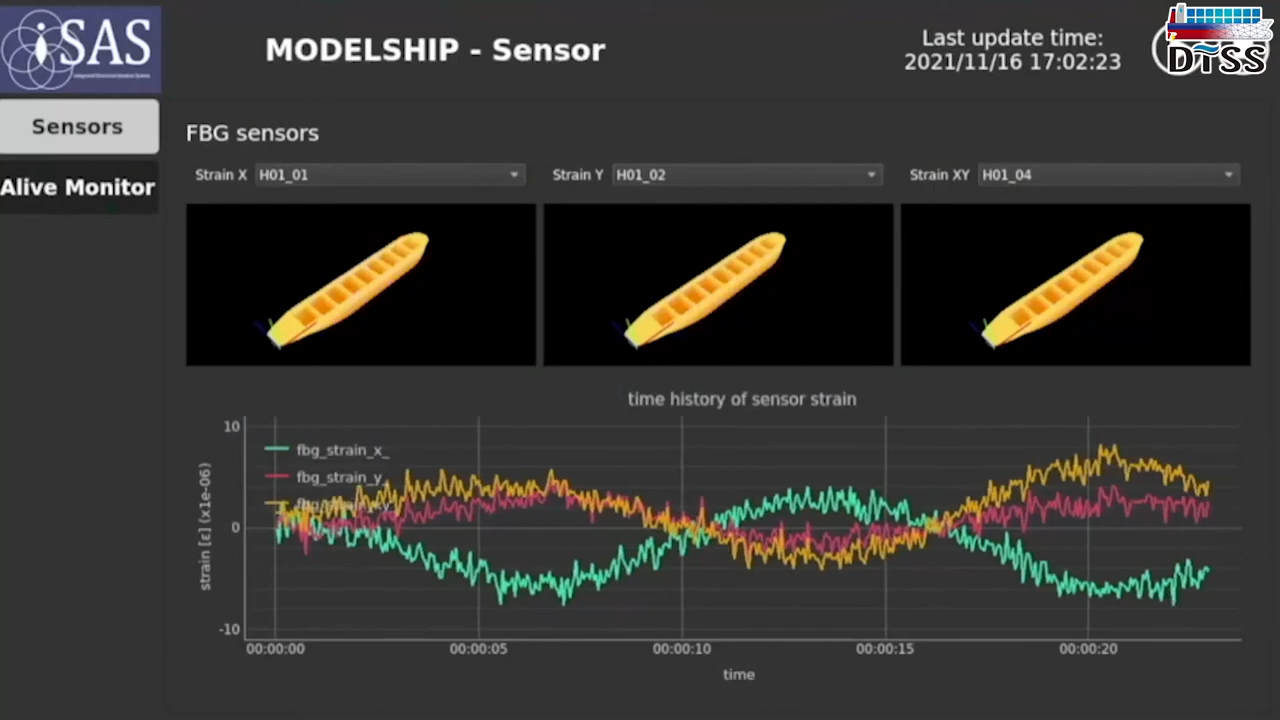 iSAS
MODELSHIP - Sensor
Last update time:
2021/11/16 17:02:23
DTSS
Sensors
Alive Monitor
FBG sensors
Strain X H01_01
Strain Y H01_02
Strain XY H01_04
time history of sensor strain
10
0
-10
strain [ε] (x1e-06)
fbg_strain_x_
fbg_strain_y_
00:00:00
00:00:05
00:00:10
00:00:15
00:00:20
time